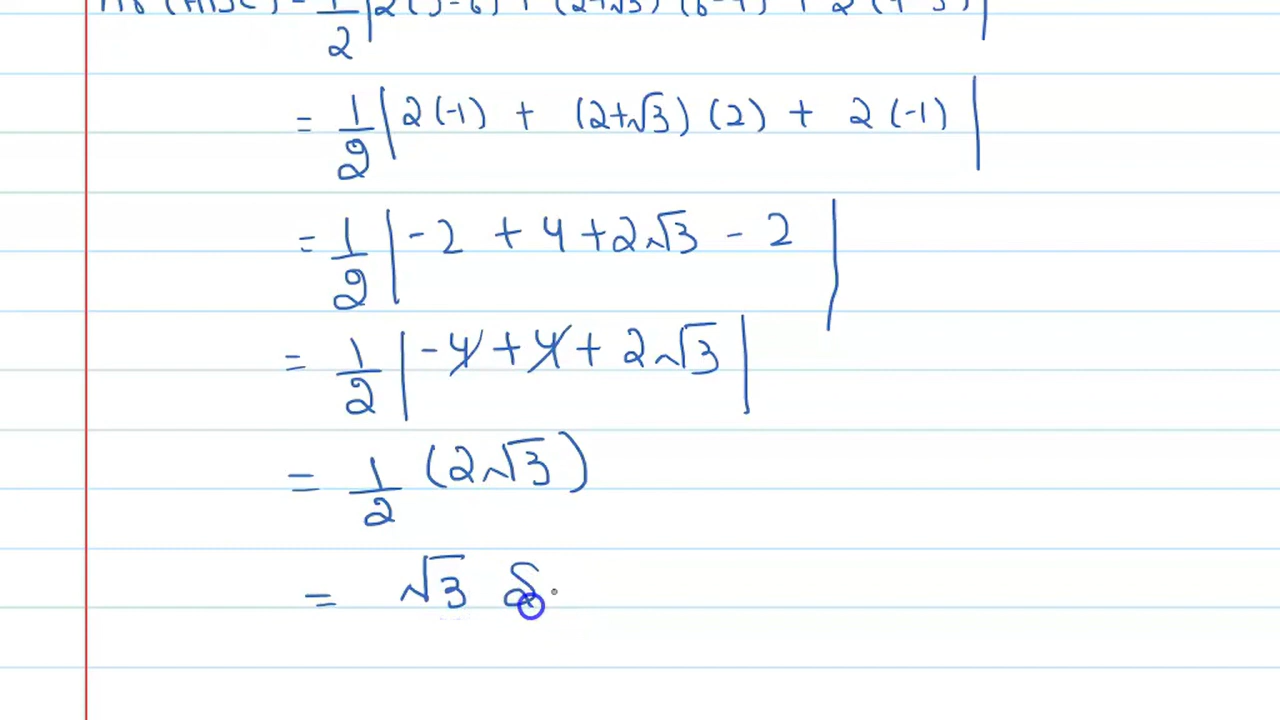 = 1/2 | 2(-1) + (2+√3)(2) + 2(-1) |
= 1/2 | -2 + 4 + 2√3 - 2 |
= 1/2 | -4 + 4 + 2√3 |
= 1/2 (2√3)
= √3